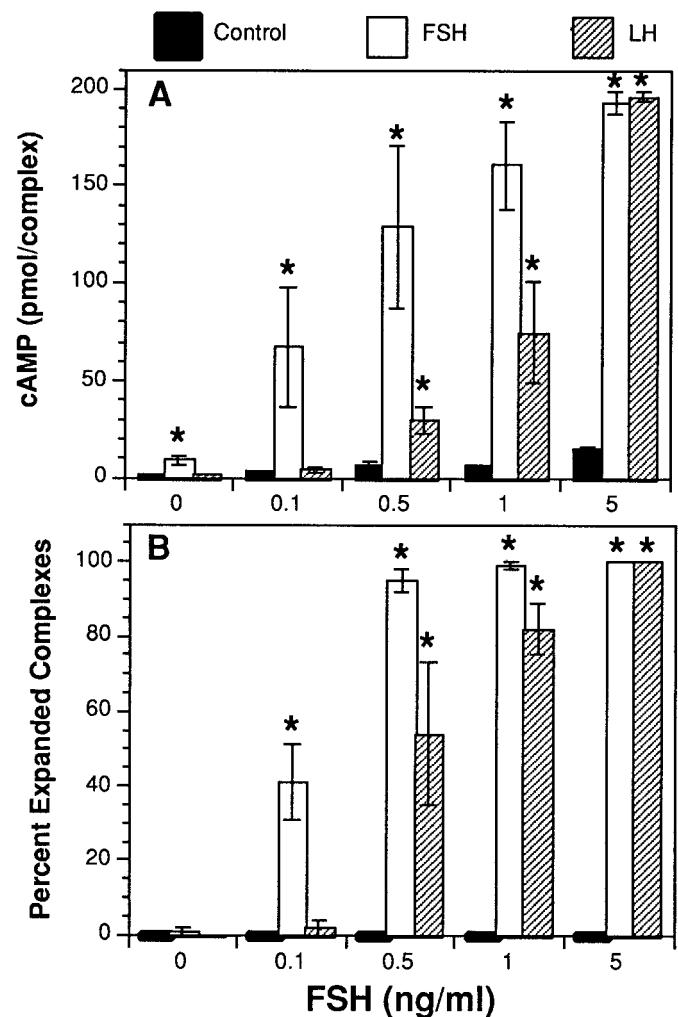 Control FSH LH
A
* * * * * * * *
200
150
100
50
0
cAMP (pmol/complex)
0 0.1 0.5 1 5
B
* * * * * * *
100
80
60
40
20
0
Percent Expanded Complexes
0 0.1 0.5 1 5
FSH (ng/ml)